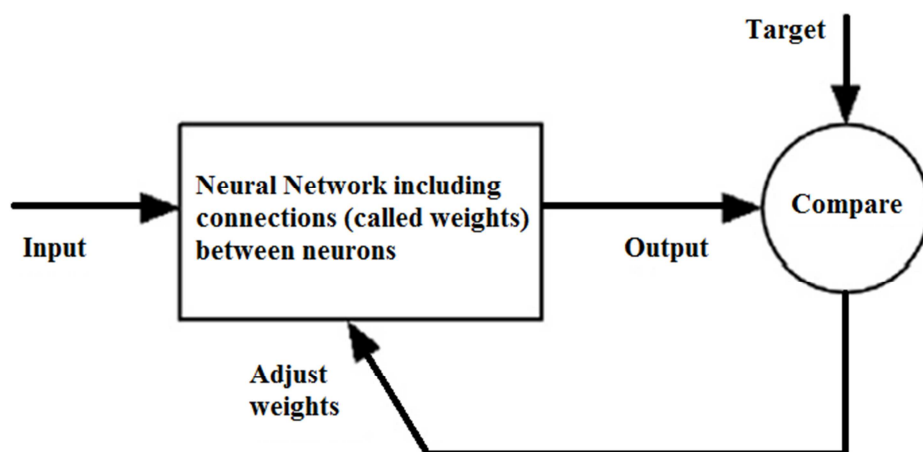 Target
Neural Network including
connections (called weights)
between neurons
Compare
Input
Output
Adjust
weights